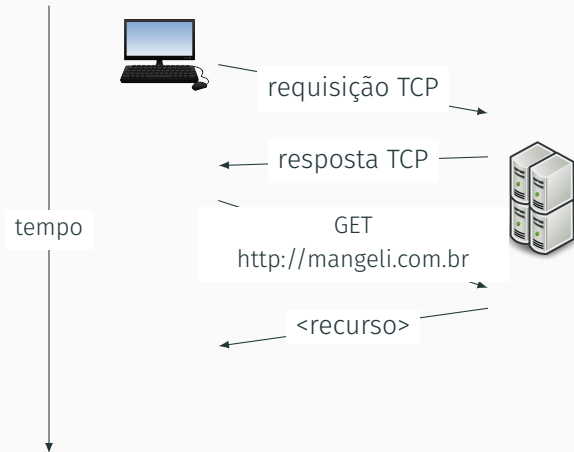 requisição TCP
resposta TCP
tempo
GET
http://mangeli.com.br
<recurso>